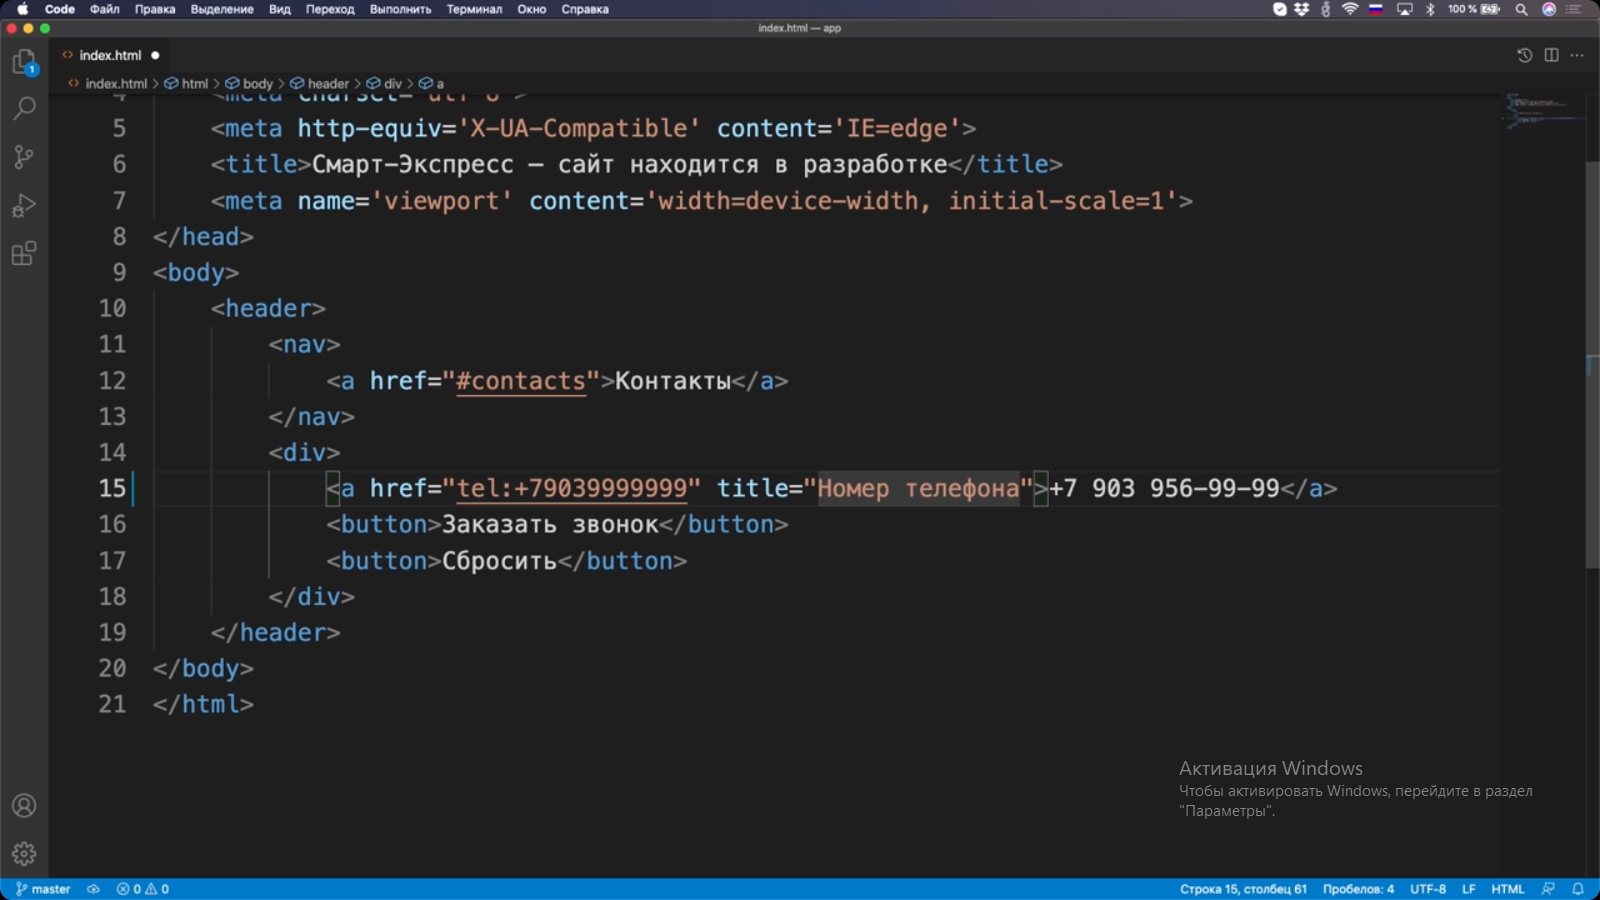 Code Файл Правка Выделение Вид Переход Выполнить Терминал Окно Справка 100 %
index.html — app
index.html
index.html > html > body > header > div > a
4 <meta charset='utf-8'>
5 <meta http-equiv='X-UA-Compatible' content='IE=edge'>
6 <title>Смарт-Экспресс — сайт находится в разработке</title>
7 <meta name='viewport' content='width=device-width, initial-scale=1'>
8 </head>
9 <body>
10 <header>
11 <nav>
12 <a href="#contacts">Контакты</a>
13 </nav>
14 <div>
15 <a href="tel:+79039999999" title="Номер телефона">+7 903 956-99-99</a>
16 <button>Заказать звонок</button>
17 <button>Сбросить</button>
18 </div>
19 </header>
20 </body>
21 </html>
1
Активация Windows
Чтобы активировать Windows, перейдите в раздел
"Параметры".
master 0 0 Строка 15, столбец 61 Пробелов: 4 UTF-8 LF HTML